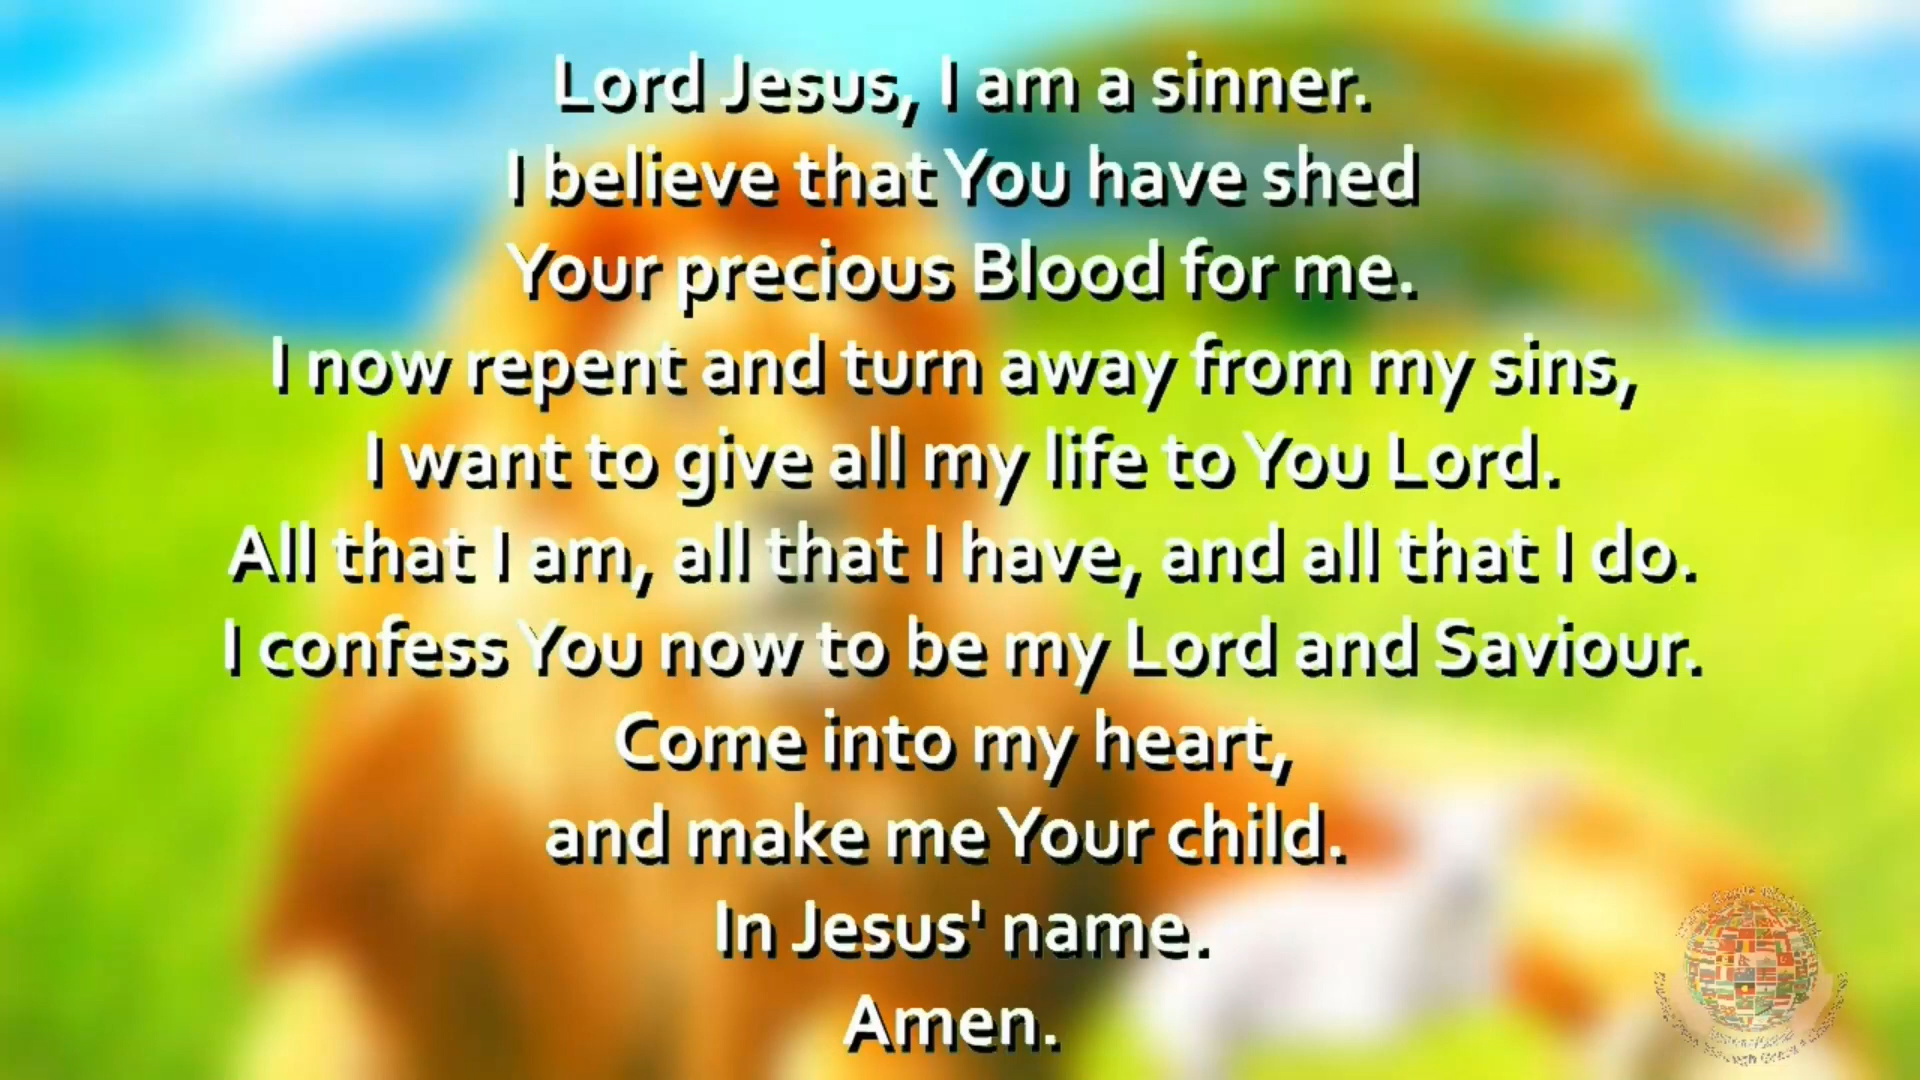 Lord Jesus, I am a sinner.
I believe that You have shed
Your precious Blood for me.
I now repent and turn away from my sins,
I want to give all my life to You Lord.
All that I am, all that I have, and all that I do.
I confess You now to be my Lord and Saviour.
Come into my heart,
and make me Your child.
In Jesus' name.
Amen.